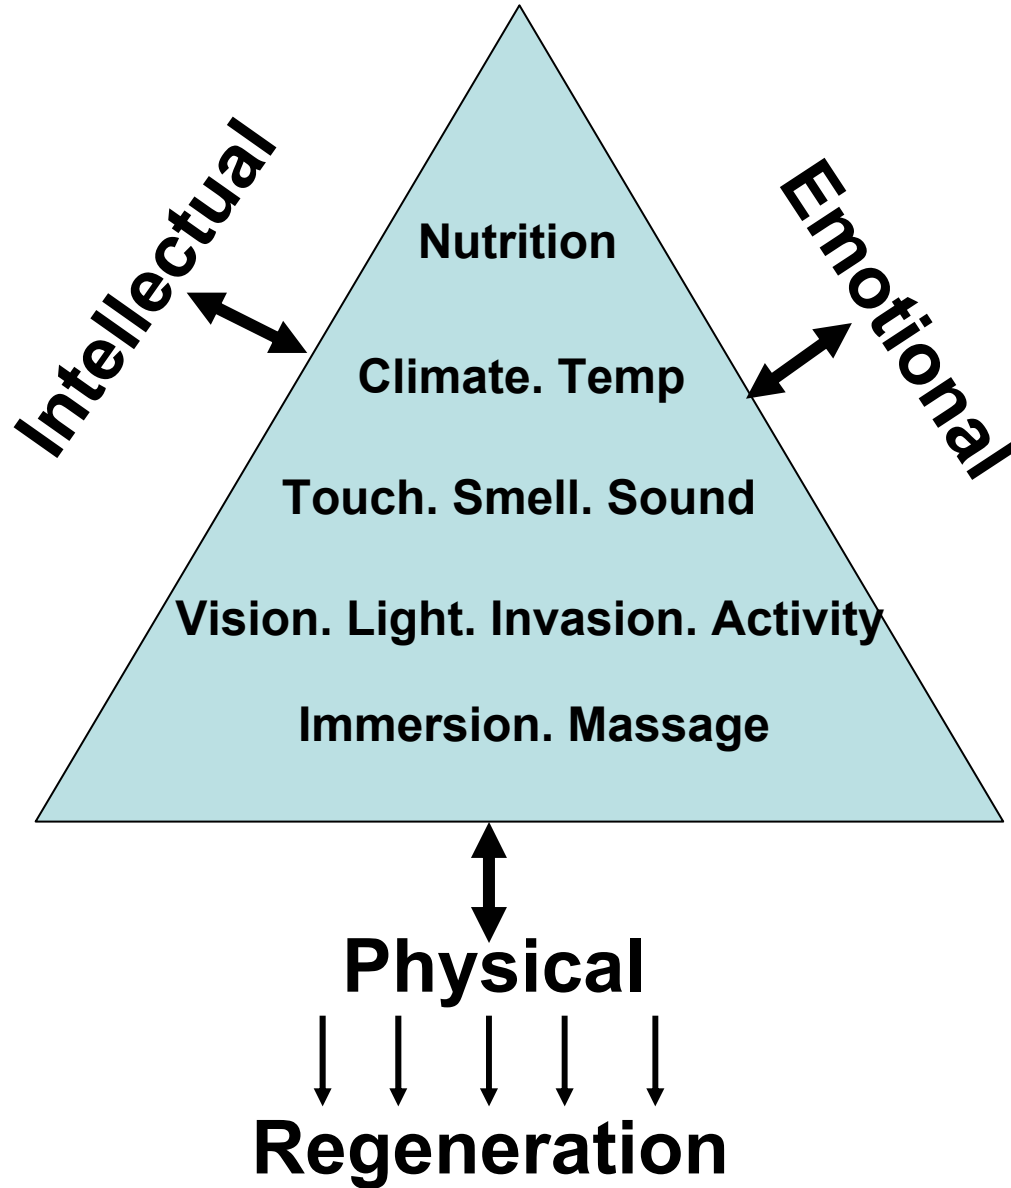 Intellectual
Emotional
Nutrition
Climate. Temp
Touch. Smell. Sound
Vision. Light. Invasion. Activity
Immersion. Massage
Physical
Regeneration